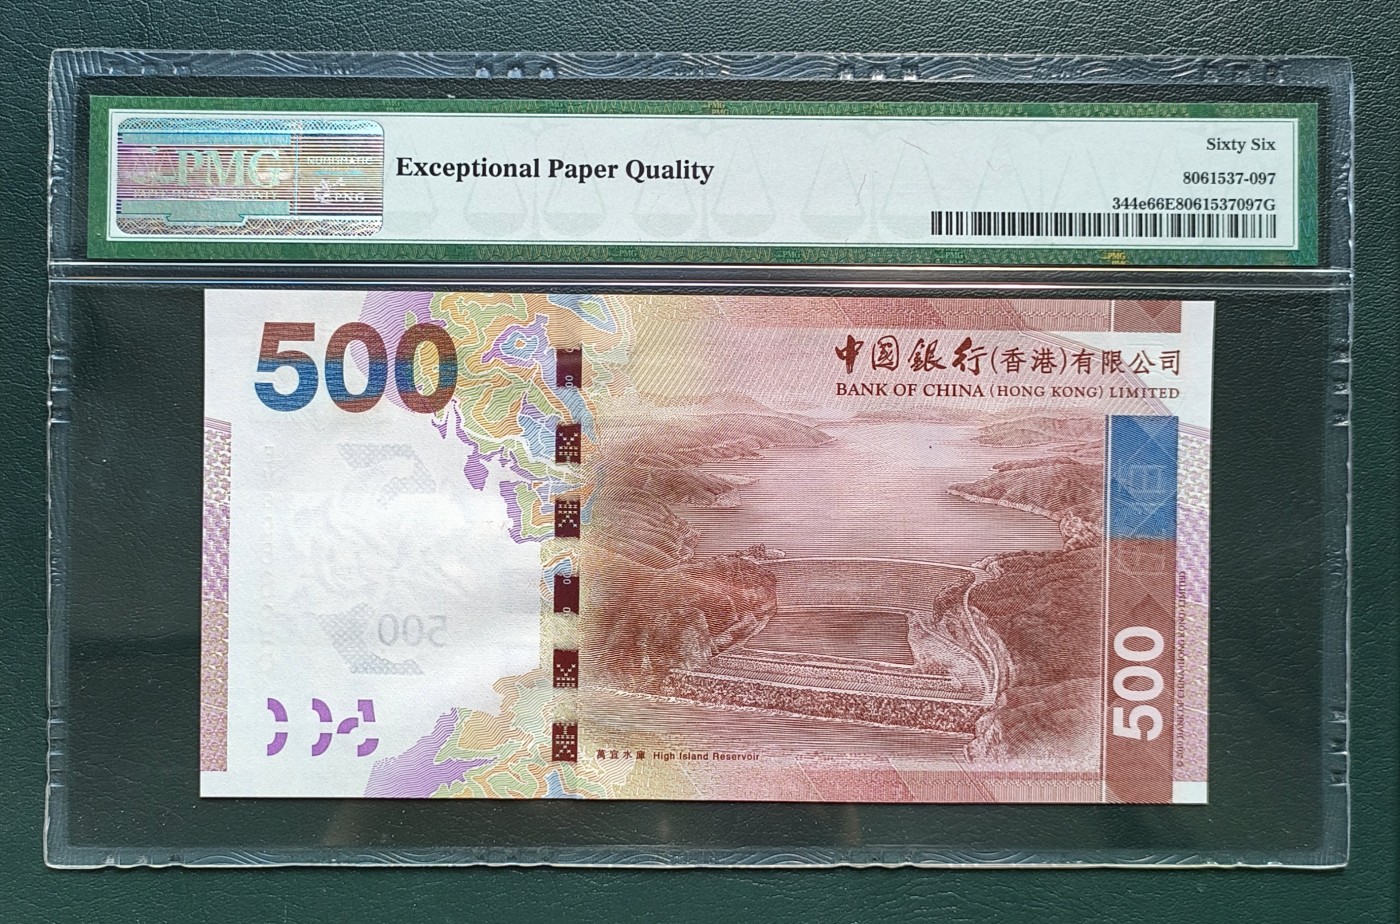 PMG
NUMISMATIC
Exceptional Paper Quality
Sixty Six
8061537-097
344e66E8061537097G
500
中國銀行(香港)有限公司
BANK OF CHINA (HONG KONG) LIMITED
500
500
萬宜水庫 High Island Reservoir